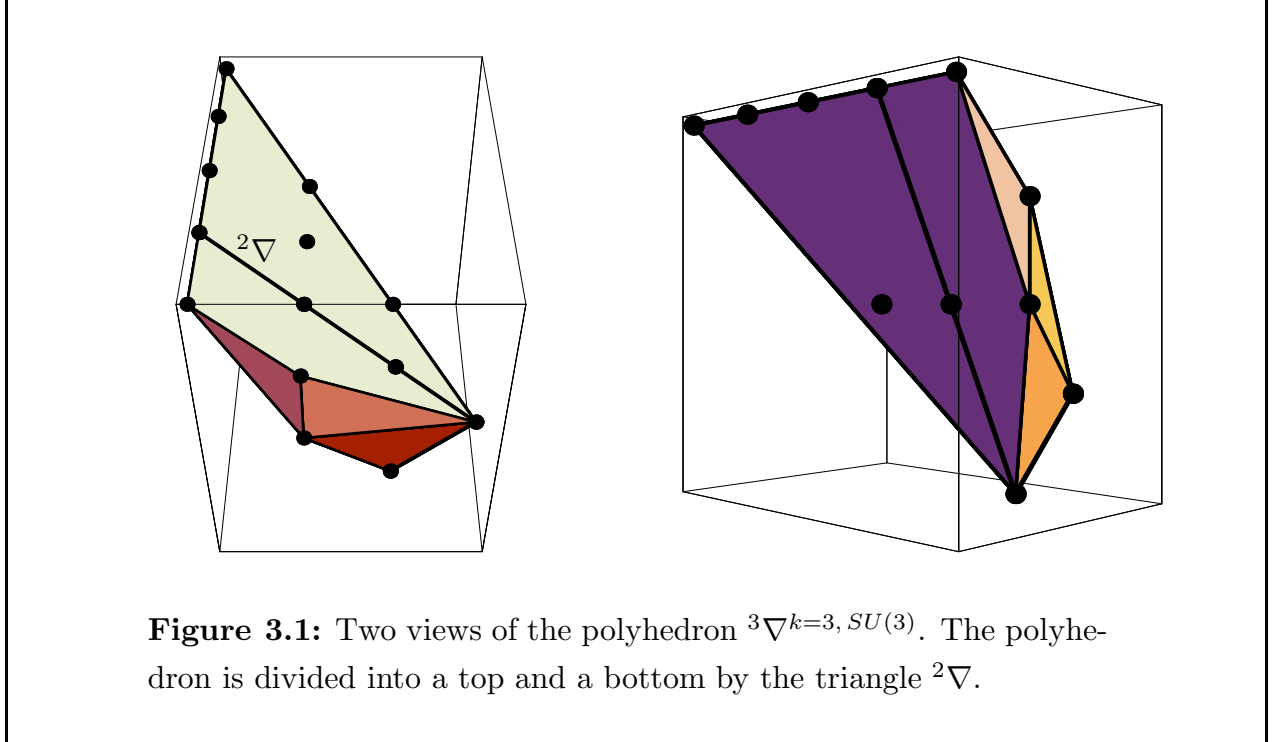 ²∇
Figure 3.1: Two views of the polyhedron ³∇ᵏ⁼³, ˢᵁ⁽³⁾. The polyhe-
dron is divided into a top and a bottom by the triangle ²∇.